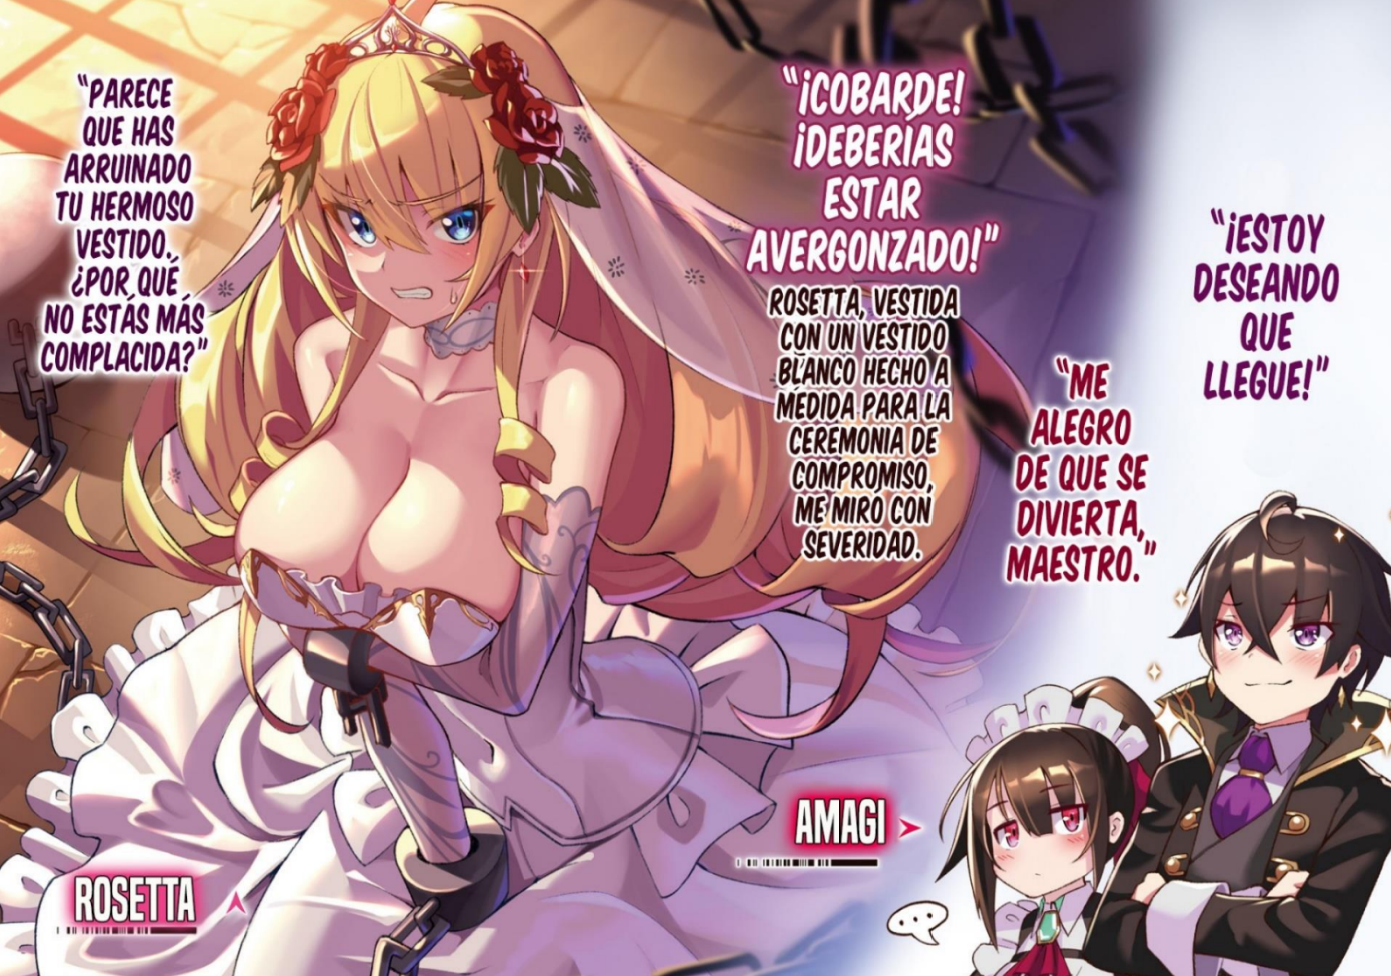 "PARECE
QUE HAS
ARRUINADO
TU HERMOSO
VESTIDO.
¿POR QUÉ
NO ESTÁS MÁS
COMPLACIDA?"
"¡COBARDE!
¡DEBERÍAS
ESTAR
AVERGONZADO!"
ROSETTA, VESTIDA
CON UN VESTIDO
BLANCO HECHO A
MEDIDA PARA LA
CEREMONIA DE
COMPROMISO,
ME MIRÓ CON
SEVERIDAD.
"ME
ALEGRO
DE QUE SE
DIVIERTA,
MAESTRO."
"¡ESTOY
DESEANDO
QUE
LLEGUE!"
AMAGI
ROSETTA